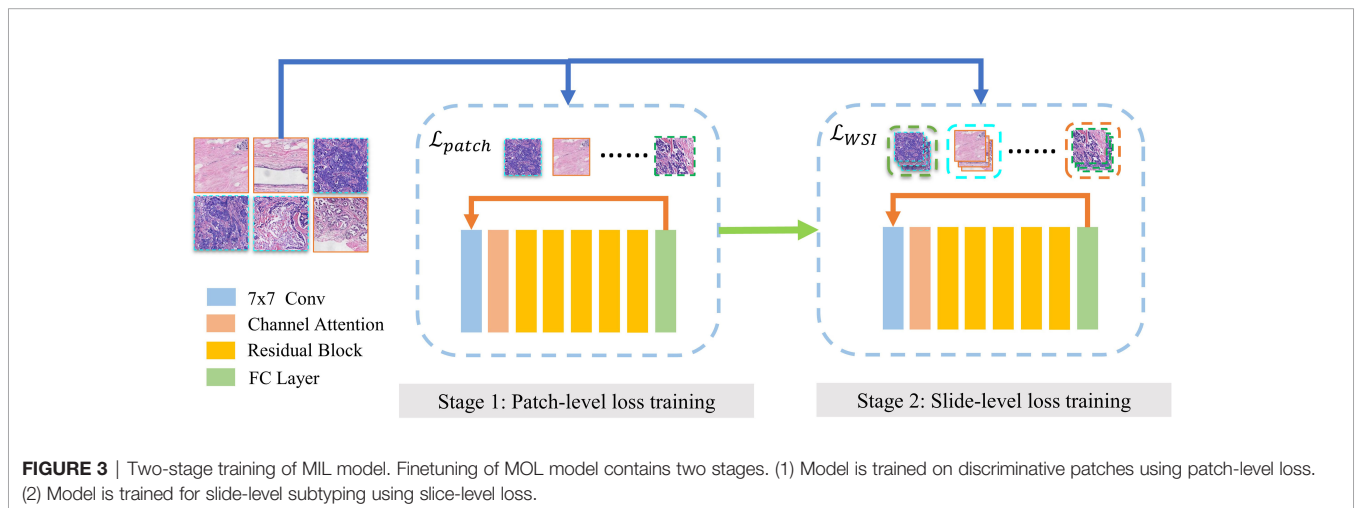 ℒpatch
ℒWSI
7x7 Conv
Channel Attention
Residual Block
FC Layer
Stage 1: Patch-level loss training
Stage 2: Slide-level loss training
FIGURE 3 | Two-stage training of MIL model. Finetuning of MOL model contains two stages. (1) Model is trained on discriminative patches using patch-level loss.
(2) Model is trained for slide-level subtyping using slice-level loss.